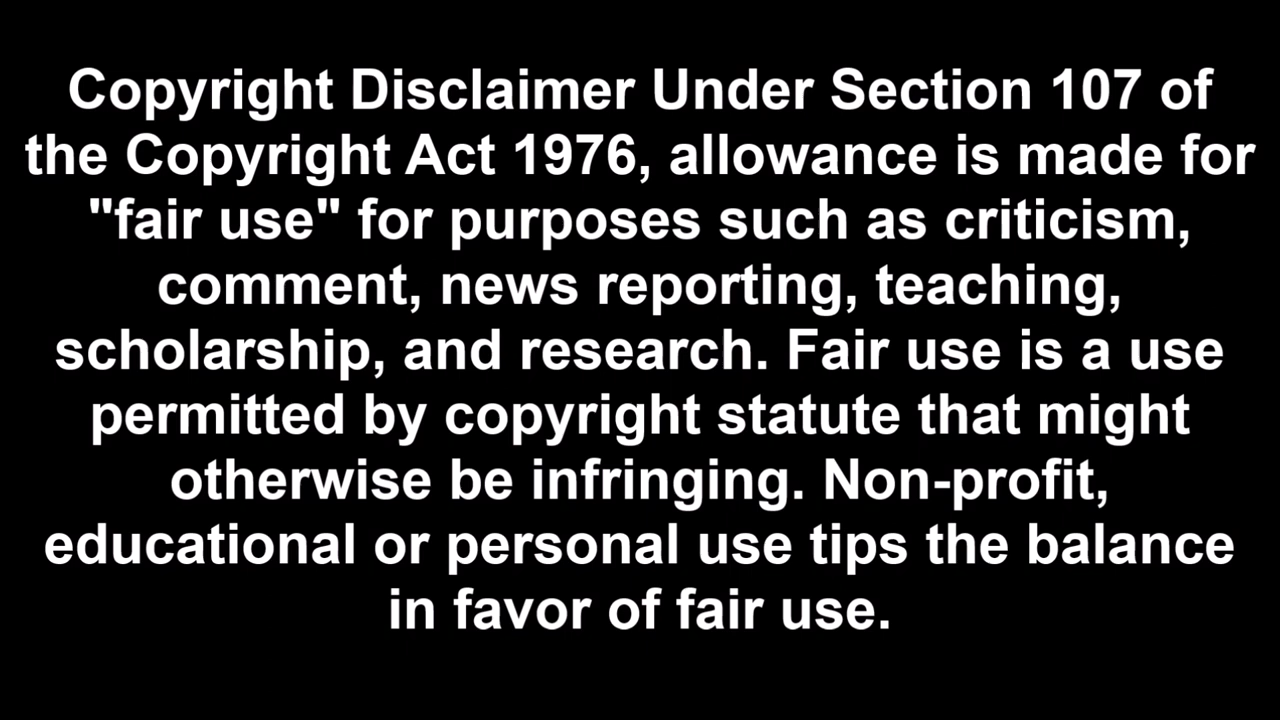 Copyright Disclaimer Under Section 107 of
the Copyright Act 1976, allowance is made for
"fair use" for purposes such as criticism,
comment, news reporting, teaching,
scholarship, and research. Fair use is a use
permitted by copyright statute that might
otherwise be infringing. Non-profit,
educational or personal use tips the balance
in favor of fair use.